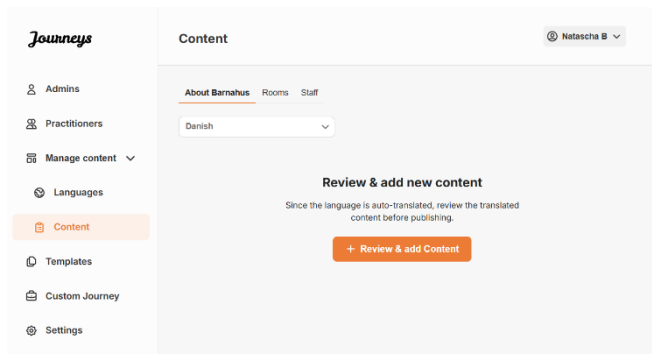 Journeys
Content
Natascha B
Admins
Practitioners
Manage content
Languages
Content
Templates
Custom Journey
Settings
About Barnahus Rooms Staff
Danish
Review & add new content
Since the language is auto-translated, review the translated
content before publishing.
+ Review & add Content